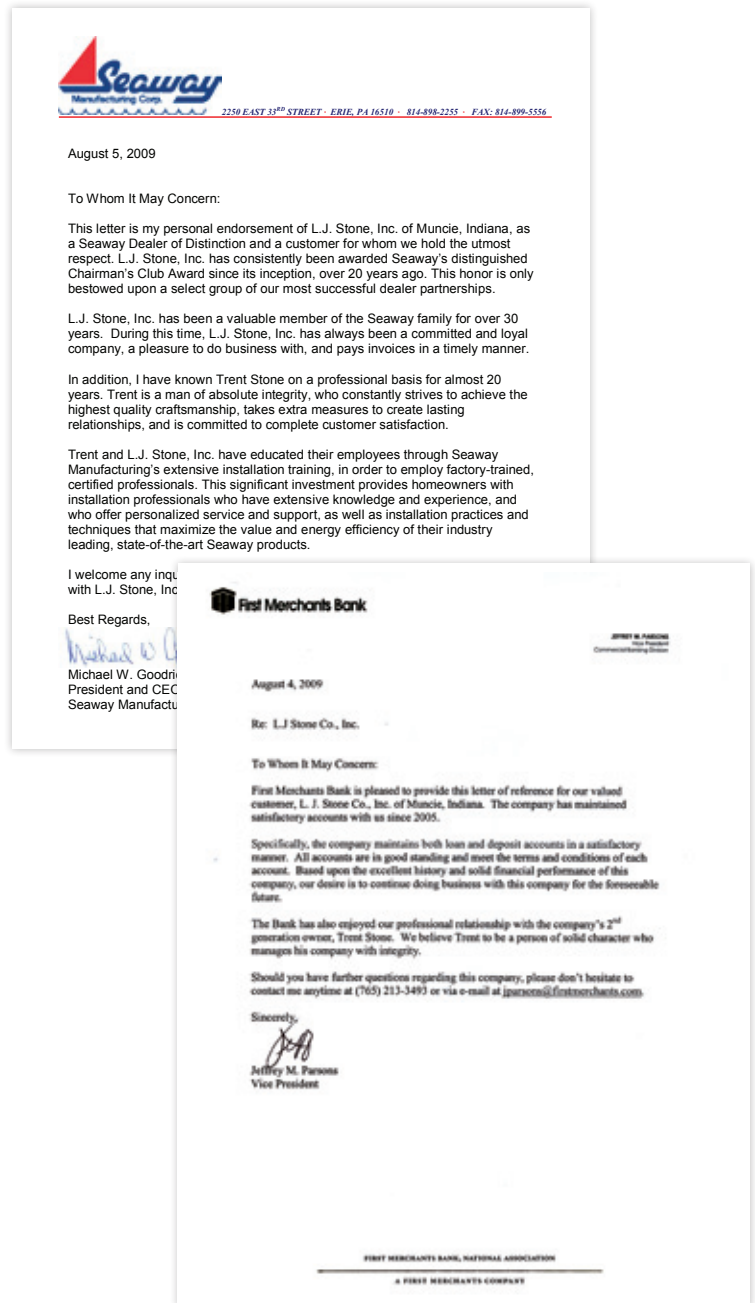 Seaway
Manufacturing Corp.
2250 EAST 33RD STREET · ERIE, PA 16510 · 814-898-2255 · FAX: 814-899-5556
August 5, 2009
To Whom It May Concern:
This letter is my personal endorsement of L.J. Stone, Inc. of Muncie, Indiana, as
a Seaway Dealer of Distinction and a customer for whom we hold the utmost
respect. L.J. Stone, Inc. has consistently been awarded Seaway's distinguished
Chairman's Club Award since its inception, over 20 years ago. This honor is only
bestowed upon a select group of our most successful dealer partnerships.
L.J. Stone, Inc. has been a valuable member of the Seaway family for over 30
years. During this time, L.J. Stone, Inc. has always been a committed and loyal
company, a pleasure to do business with, and pays invoices in a timely manner.
In addition, I have known Trent Stone on a professional basis for almost 20
years. Trent is a man of absolute integrity, who constantly strives to achieve the
highest quality craftsmanship, takes extra measures to create lasting
relationships, and is committed to complete customer satisfaction.
Trent and L.J. Stone, Inc. have educated their employees through Seaway
Manufacturing's extensive installation training, in order to employ factory-trained,
certified professionals. This significant investment provides homeowners with
installation professionals who have extensive knowledge and experience, and
who offer personalized service and support, as well as installation practices and
techniques that maximize the value and energy efficiency of their industry
leading, state-of-the-art Seaway products.
I welcome any inqu
with L.J. Stone, Inc
Best Regards,
Michael W
Michael W. Goodri
President and CEO
Seaway Manufactu
First Merchants Bank
JEFFREY M. PARSONS
Vice President
Commercial Banking Division
August 4, 2009
Re: L.J Stone Co., Inc.
To Whom It May Concern:
First Merchants Bank is pleased to provide this letter of reference for our valued
customer, L. J. Stone Co., Inc. of Muncie, Indiana. The company has maintained
satisfactory accounts with us since 2005.
Specifically, the company maintains both loan and deposit accounts in a satisfactory
manner. All accounts are in good standing and meet the terms and conditions of each
account. Based upon the excellent history and solid financial performance of this
company, our desire is to continue doing business with this company for the foreseeable
future.
The Bank has also enjoyed our professional relationship with the company's 2nd
generation owner, Trent Stone. We believe Trent to be a person of solid character who
manages his company with integrity.
Should you have further questions regarding this company, please don't hesitate to
contact me anytime at (765) 213-3493 or via e-mail at jparsons@firstmerchants.com.
Sincerely,
Jeff
Jeffrey M. Parsons
Vice President
FIRST MERCHANTS BANK, NATIONAL ASSOCIATION
A FIRST MERCHANTS COMPANY